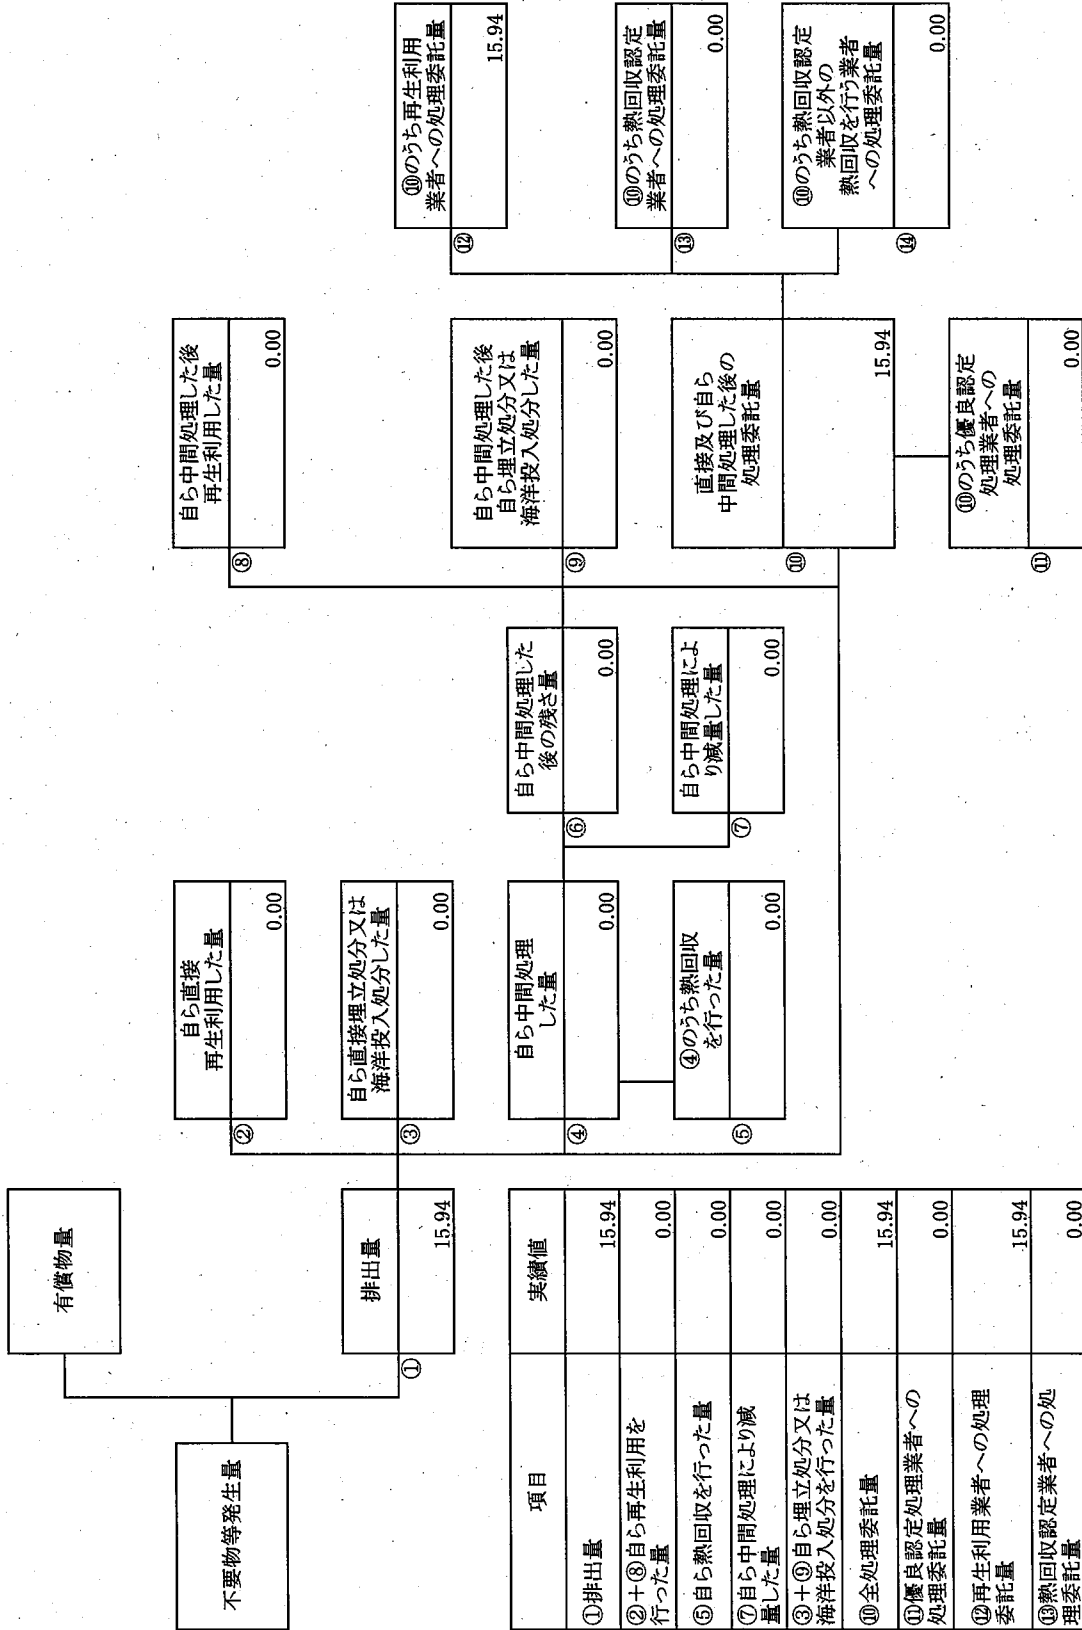 不要物等発生量
有償物量
排出量
15.94
①
②
自ら直接
再生利用した量
0.00
③
自ら直接埋立処分又は
海洋投入処分した量
0.00
④
自ら中間処理
した量
0.00
⑤
④のうち熱回収
を行った量
0.00
⑥
自ら中間処理した
後の残さ量
0.00
⑦
自ら中間処理によ
り減量した量
0.00
⑧
自ら中間処理した後
再生利用した量
0.00
⑨
自ら中間処理した後
自ら埋立処分又は
海洋投入処分した量
0.00
⑩
直接及び自ら
中間処理した後の
処理委託量
15.94
⑪
⑩のうち優良認定
処理業者への
処理委託量
0.00
⑫
⑩のうち再生利用
業者への処理委託量
15.94
⑬
⑩のうち熱回収認定
業者への処理委託量
0.00
⑭
⑩のうち熱回収認定
業者以外の
熱回収を行う業者
への処理委託量
0.00
項目 実績値
①排出量 15.94
②+⑧自ら再生利用を
行った量 0.00
⑤自ら熱回収を行った量 0.00
⑦自ら中間処理により減
量した量 0.00
③+⑨自ら埋立処分又は
海洋投入処分を行った量 0.00
⑩全処理委託量 15.94
⑪優良認定処理業者への
処理委託量 0.00
⑫再生利用業者への処理
委託量 15.94
⑬熱回収認定業者への処
理委託量 0.00